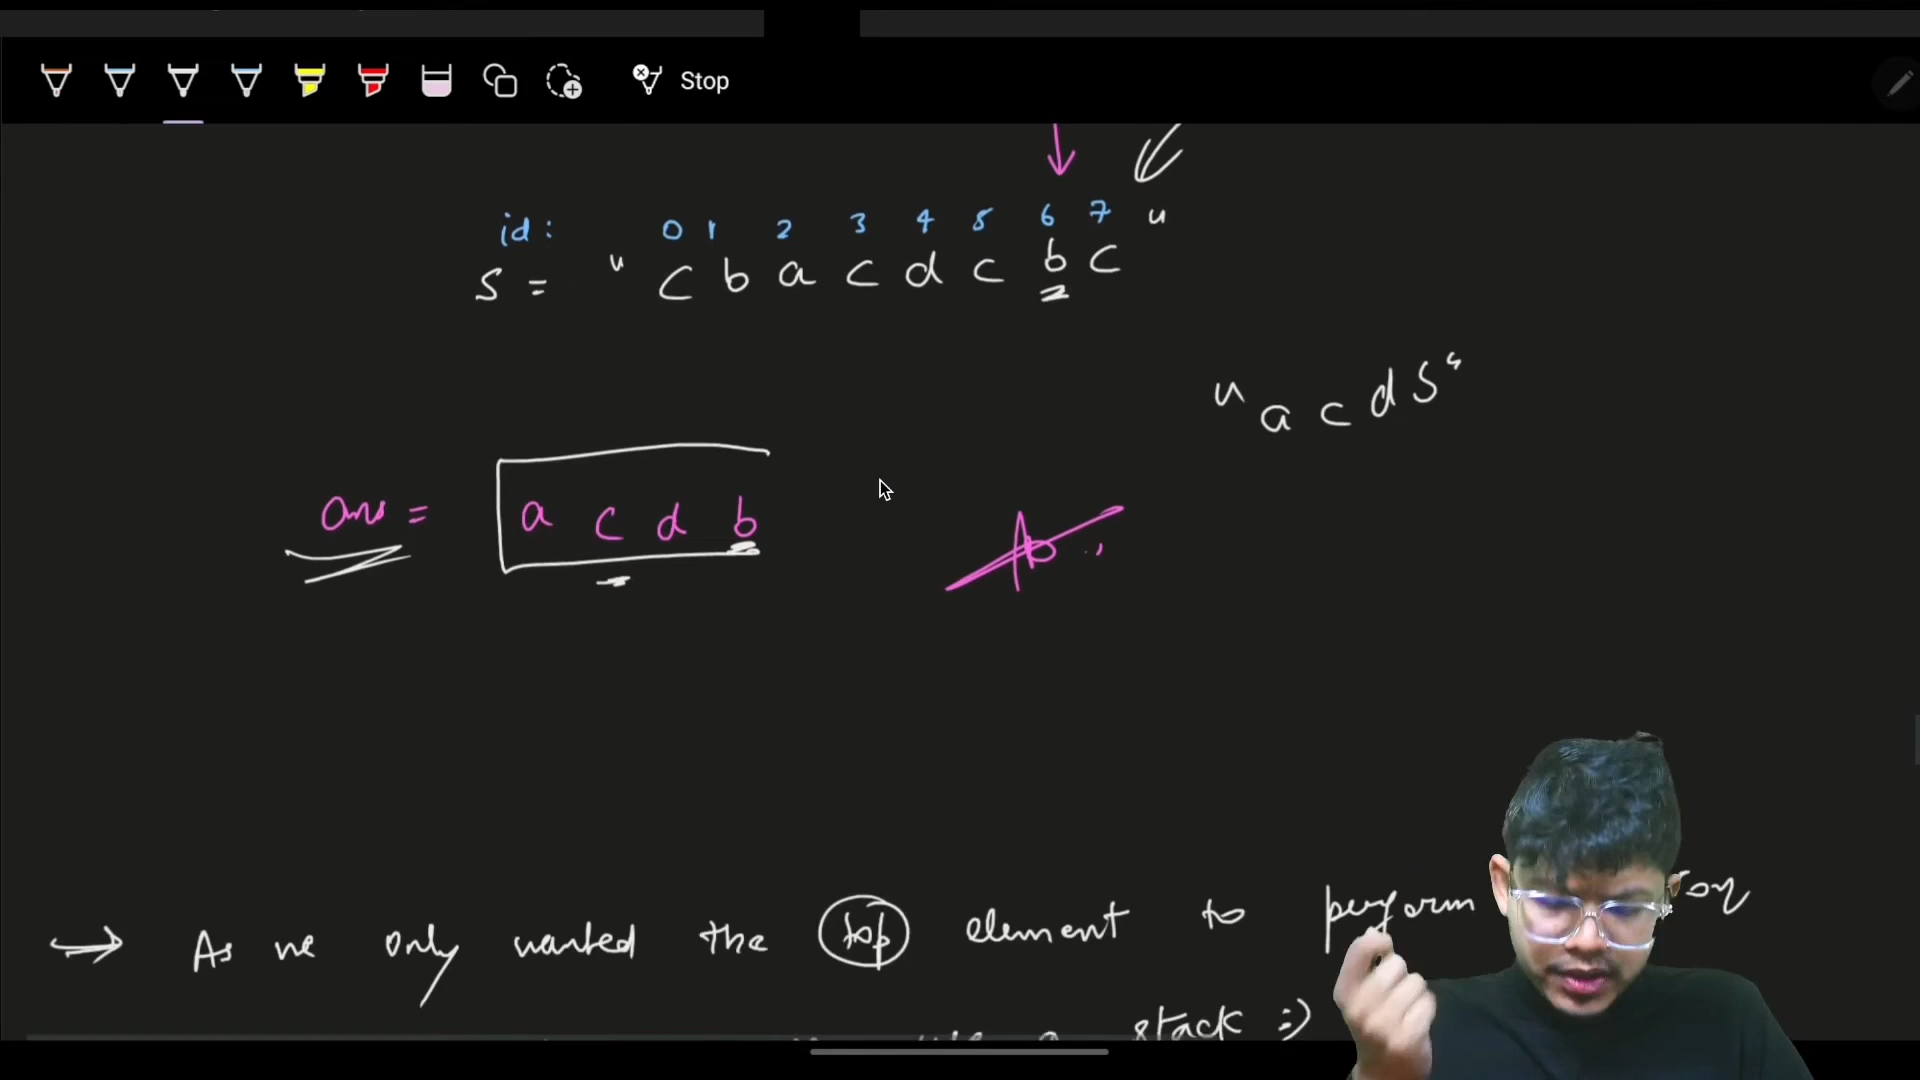 Stop
id: 0 1 2 3 4 5 6 7
S = " c b a c d c b c "
" a c d S "
ans = a c d b
→ As we only wanted the top element to perform
stack =)